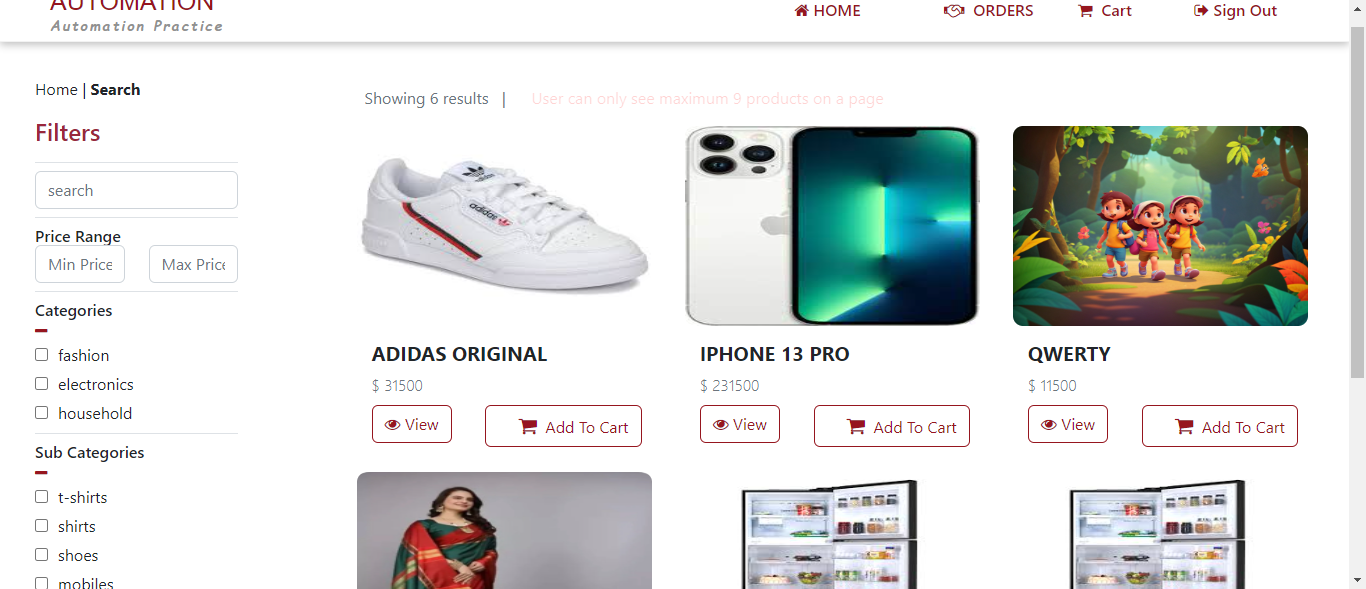 AUTOMATION
Automation Practice
HOME
ORDERS
Cart
Sign Out
Home | Search
Showing 6 results |
User can only see maximum 9 products on a page
Filters
search
Price Range
Min Price
Max Price
Categories
fashion
electronics
household
Sub Categories
t-shirts
shirts
shoes
mobiles
adidas
ADIDAS ORIGINAL
$ 31500
View
Add To Cart
IPHONE 13 PRO
$ 231500
View
Add To Cart
QWERTY
$ 11500
View
Add To Cart